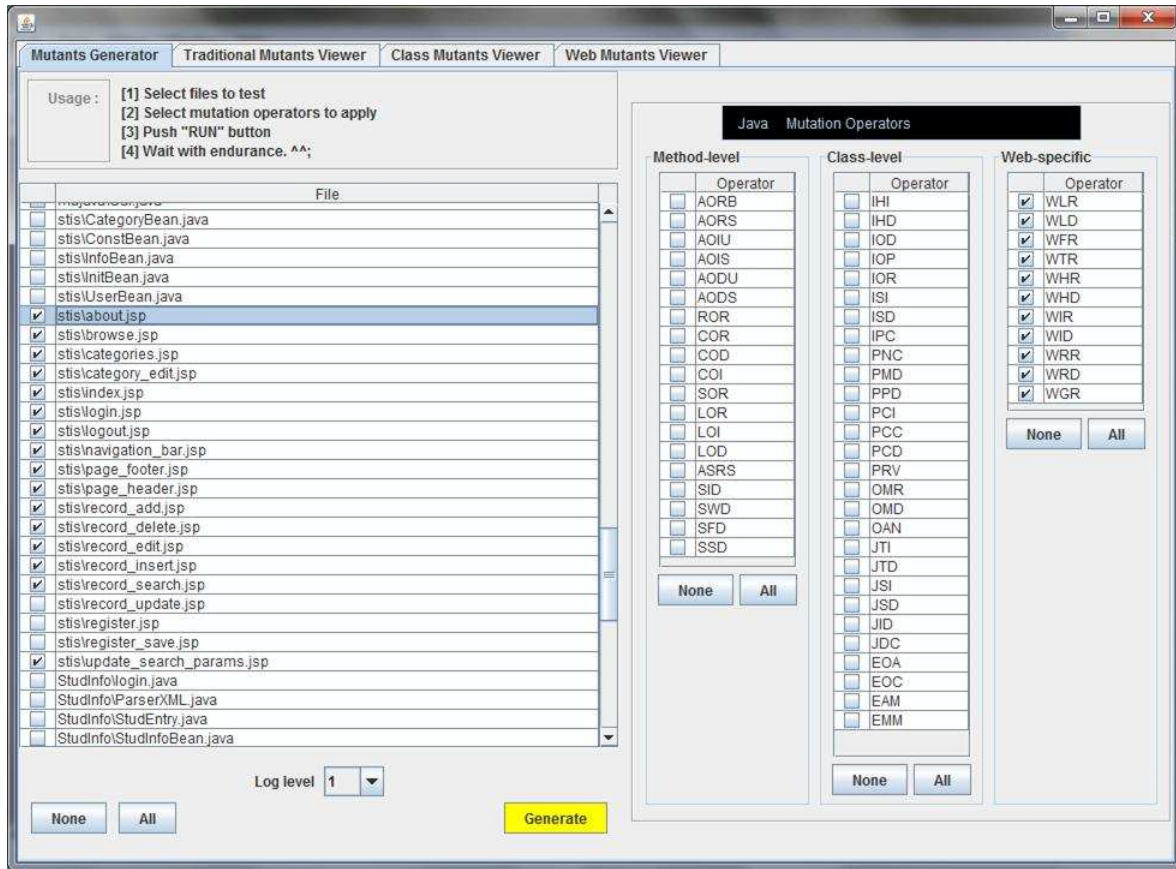 Mutants Generator
Traditional Mutants Viewer
Class Mutants Viewer
Web Mutants Viewer
Usage :
[1] Select files to test
[2] Select mutation operators to apply
[3] Push "RUN" button
[4] Wait with endurance. ^^;
File
stis\CategoryBean.java
stis\ConstBean.java
stis\InfoBean.java
stis\InitBean.java
stis\UserBean.java
stis\about.jsp
stis\browse.jsp
stis\categories.jsp
stis\category_edit.jsp
stis\index.jsp
stis\login.jsp
stis\logout.jsp
stis\navigation_bar.jsp
stis\page_footer.jsp
stis\page_header.jsp
stis\record_add.jsp
stis\record_delete.jsp
stis\record_edit.jsp
stis\record_insert.jsp
stis\record_search.jsp
stis\record_update.jsp
stis\register.jsp
stis\register_save.jsp
stis\update_search_params.jsp
StudInfo\login.java
StudInfo\ParserXML.java
StudInfo\StudEntry.java
StudInfo\StudInfoBean.java
Log level 1
None All
Generate
Java Mutation Operators
Method-level
Operator
AORB
AORS
AOIU
AOIS
AODU
AODS
ROR
COR
COD
COI
SOR
LOR
LOI
LOD
ASRS
SID
SWD
SFD
SSD
None All
Class-level
Operator
IHI
IHD
IOD
IOP
IOR
ISI
ISD
IPC
PNC
PMD
PPD
PCI
PCC
PCD
PRV
OMR
OMD
OAN
JTI
JTD
JSI
JSD
JID
JDC
EOA
EOC
EAM
EMM
None All
Web-specific
Operator
WLR
WLD
WFR
WTR
WHR
WHD
WIR
WID
WRR
WRD
WGR
None All